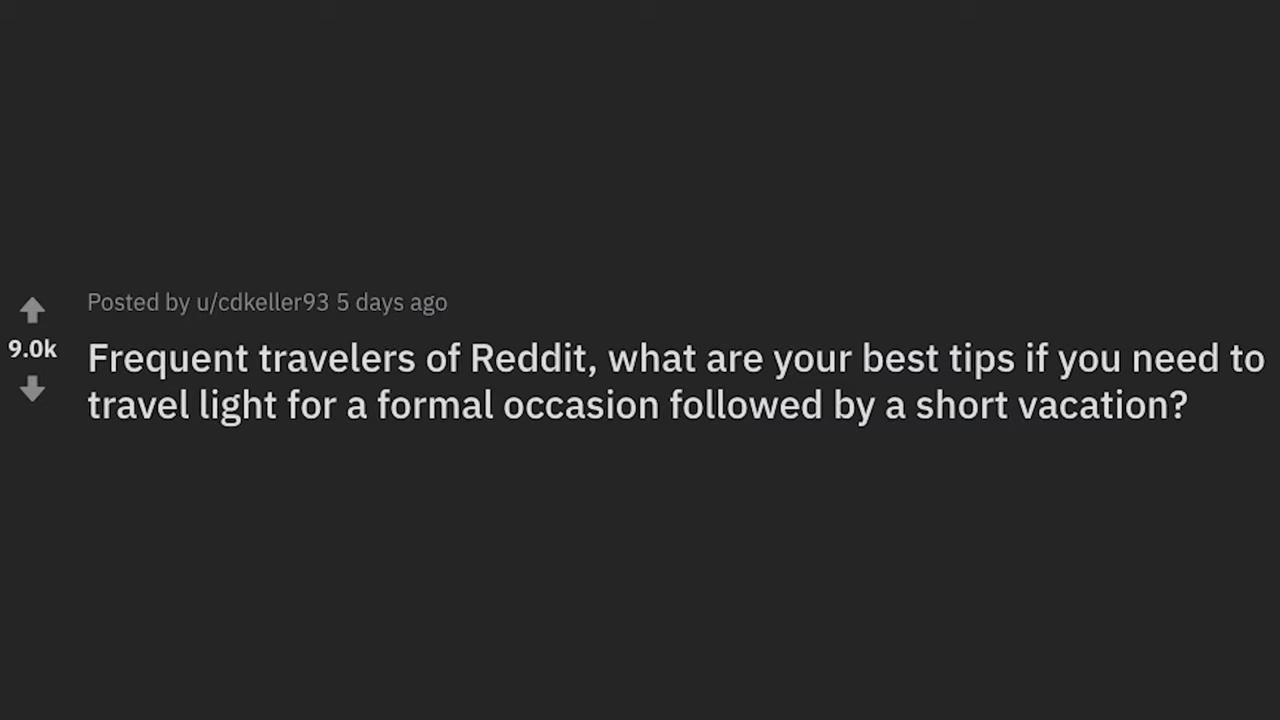 Posted by u/cdkeller93 5 days ago
9.0k
Frequent travelers of Reddit, what are your best tips if you need to
travel light for a formal occasion followed by a short vacation?